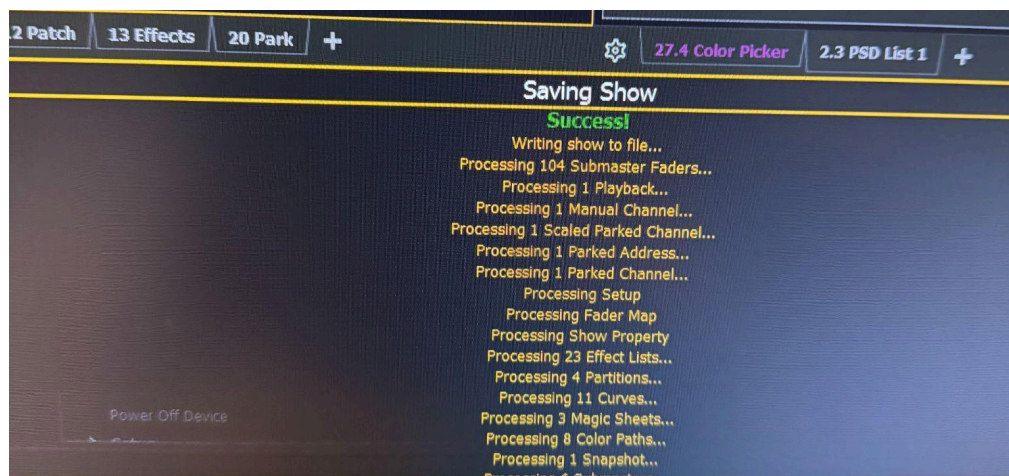 2 Patch
13 Effects
20 Park
+
27.4 Color Picker
2.3 PSD List 1
+
Saving Show
Success!
Writing show to file...
Processing 104 Submaster Faders...
Processing 1 Playback...
Processing 1 Manual Channel...
Processing 1 Scaled Parked Channel...
Processing 1 Parked Address...
Processing 1 Parked Channel...
Processing Setup
Processing Fader Map
Processing Show Property
Processing 23 Effect Lists...
Processing 4 Partitions...
Processing 11 Curves...
Power Off Device
Processing 3 Magic Sheets...
Processing 8 Color Paths...
Processing 1 Snapshot...